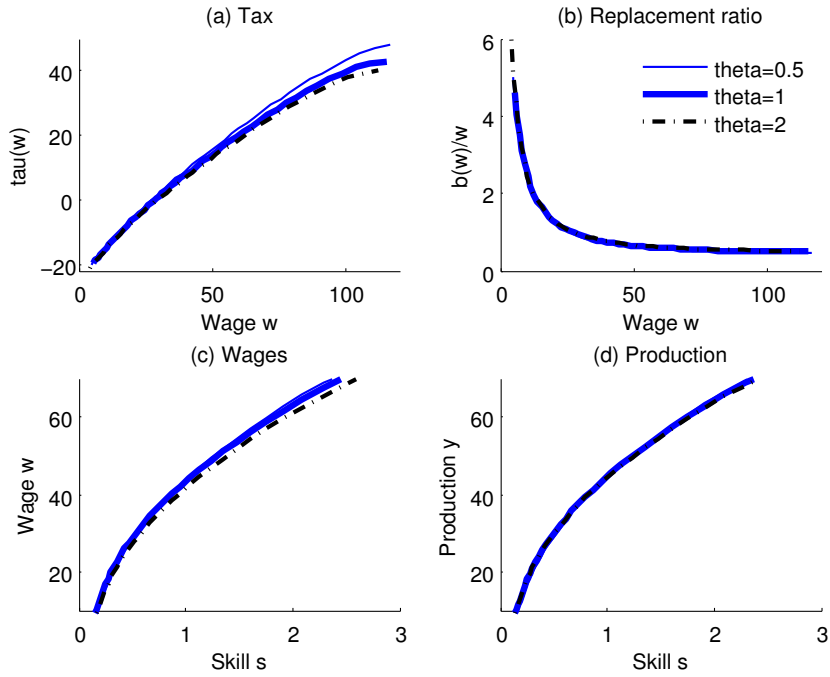 (a) Tax
40
20
0
−20
tau(w)
0 50 100
Wage w
(b) Replacement ratio
6
4
2
0
b(w)/w
theta=0.5
theta=1
theta=2
0 50 100
Wage w
(c) Wages
60
40
20
Wage w
0 1 2 3
Skill s
(d) Production
60
40
20
Production y
0 1 2 3
Skill s